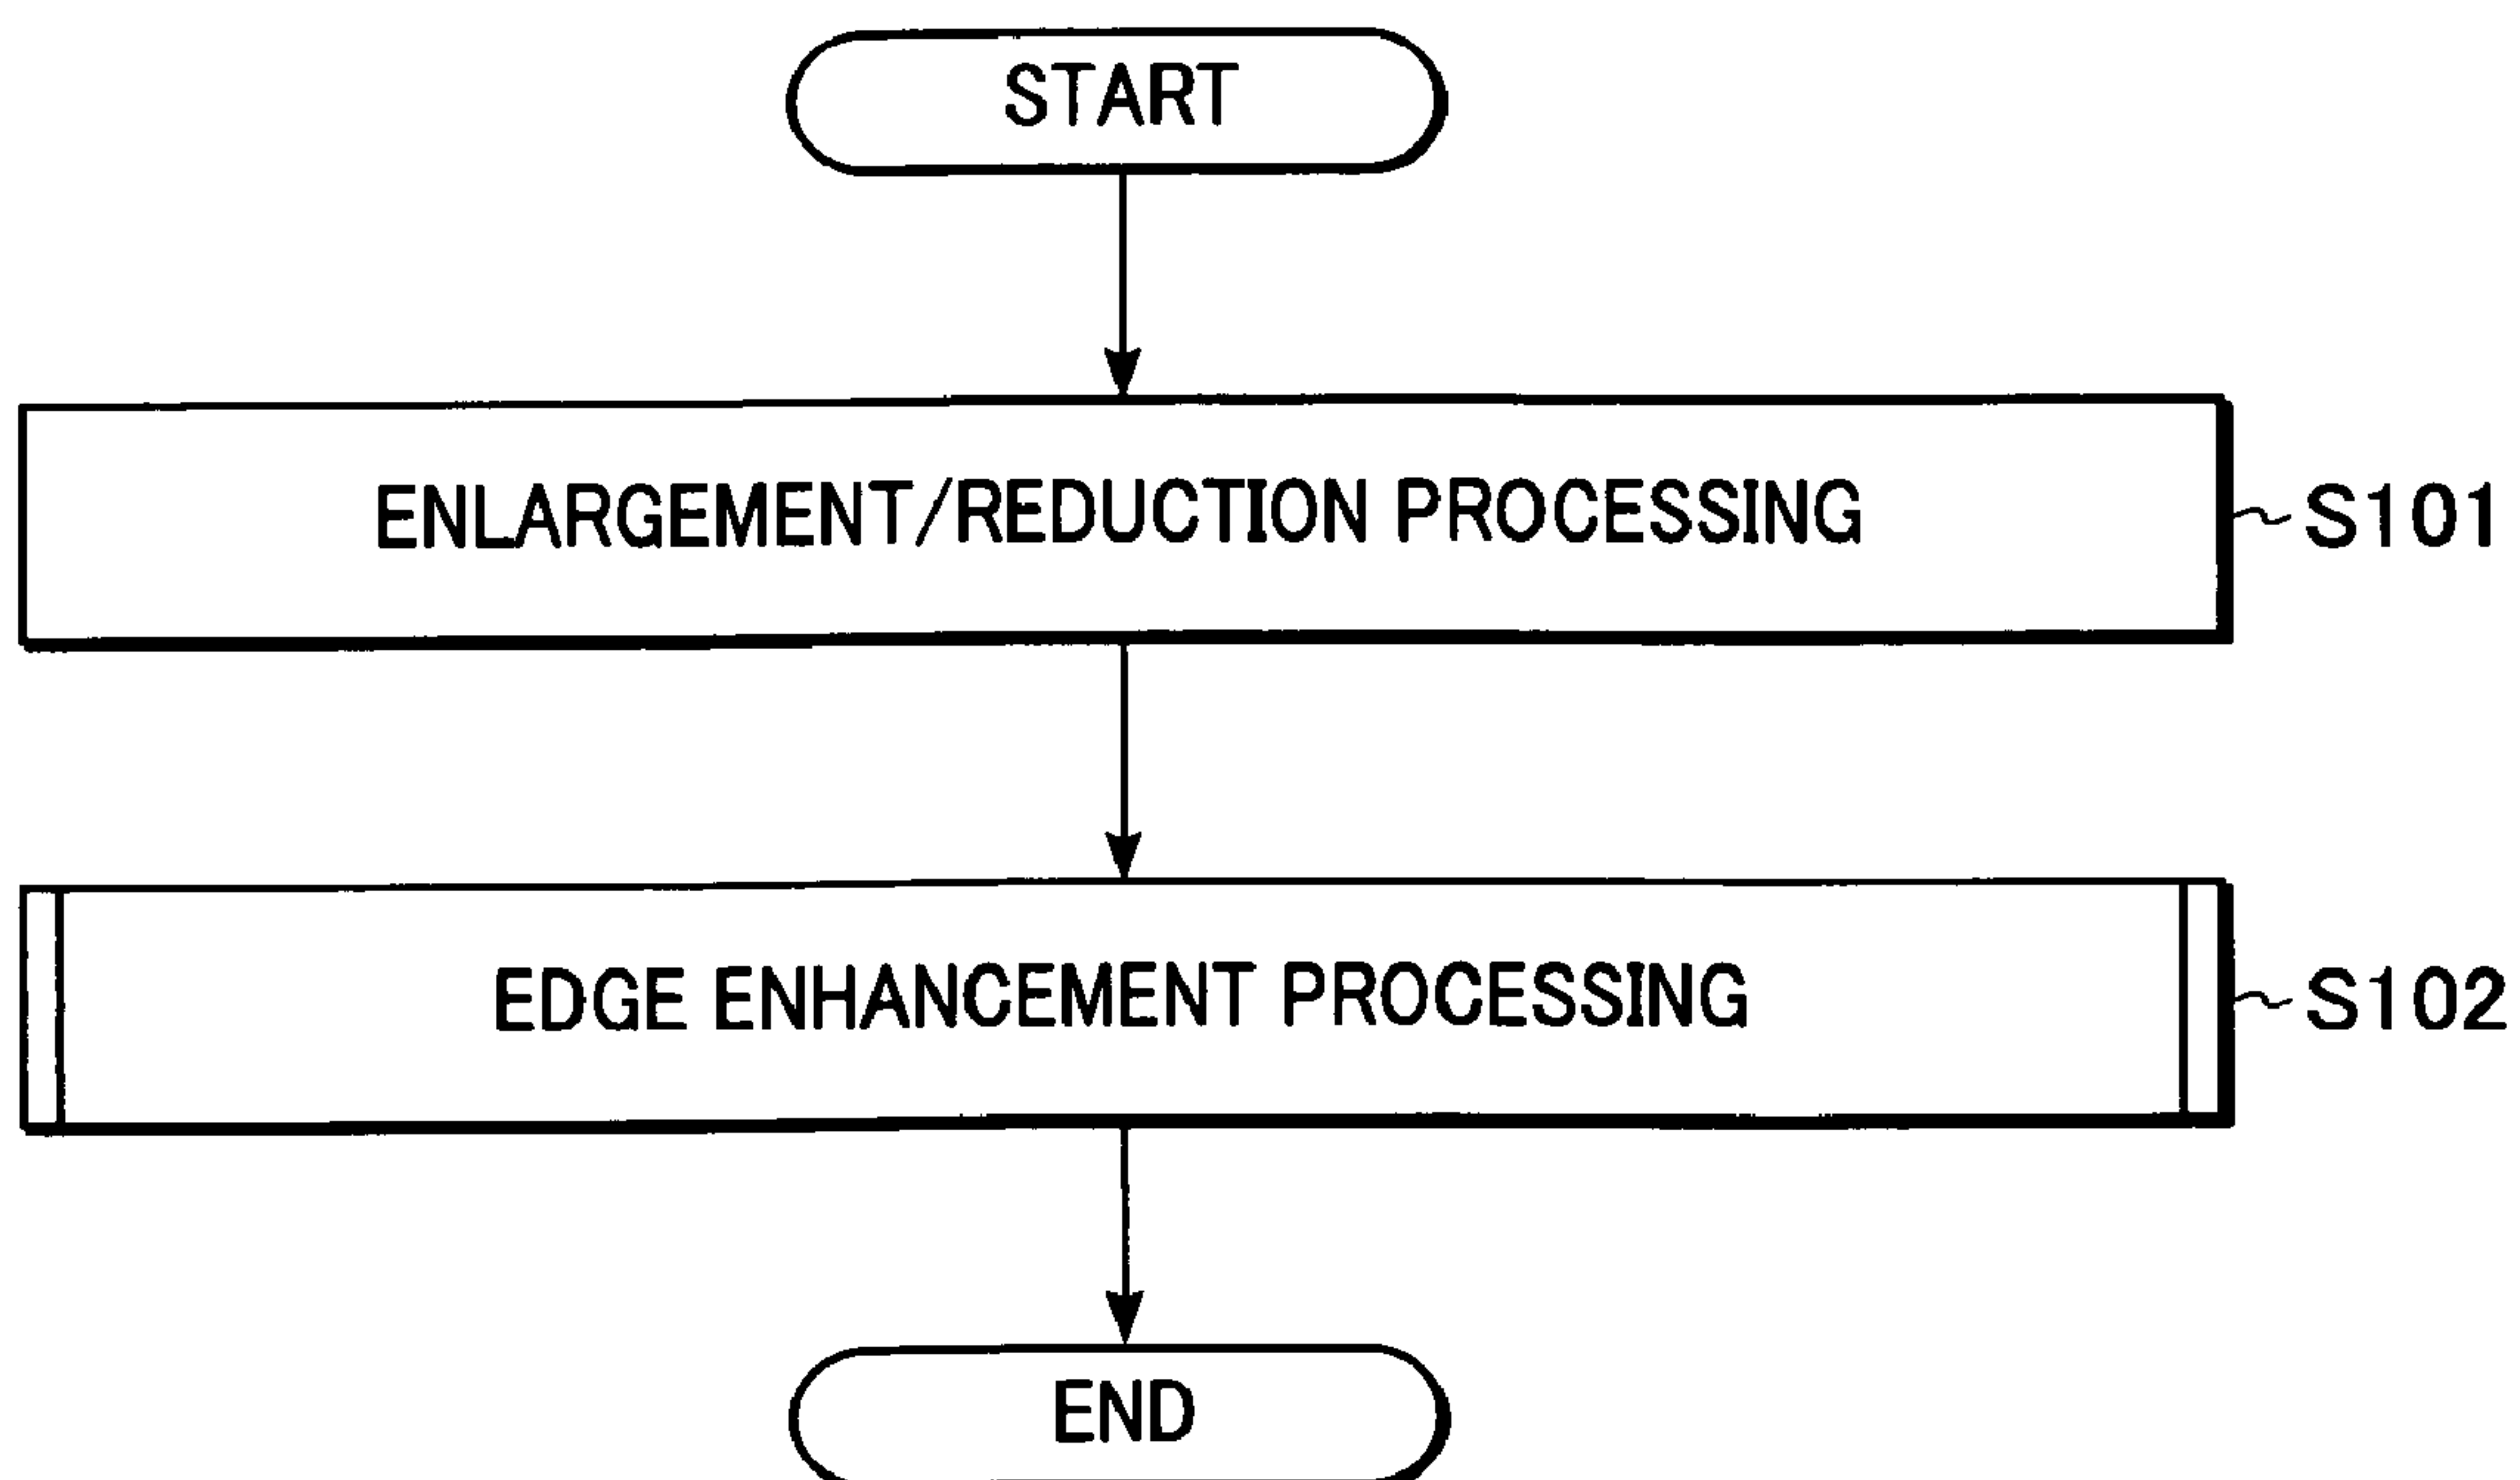 START
ENLARGEMENT/REDUCTION PROCESSING
S101
EDGE ENHANCEMENT PROCESSING
S102
END